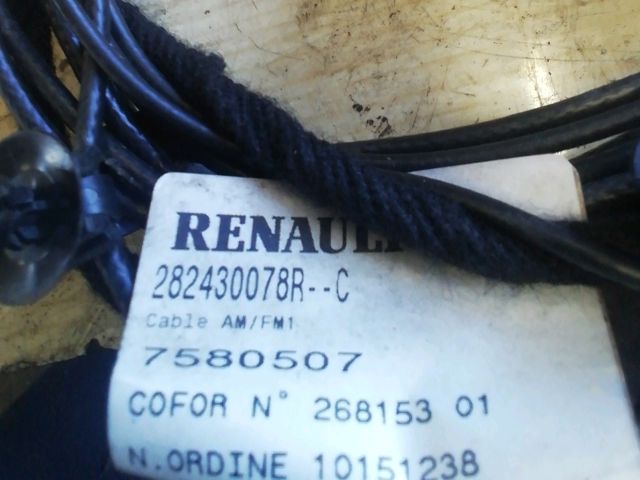 RENAUL
282430078R--C
Cable AM/FM1
7580507
COFOR N° 268153 01
N.ORDINE 10151238